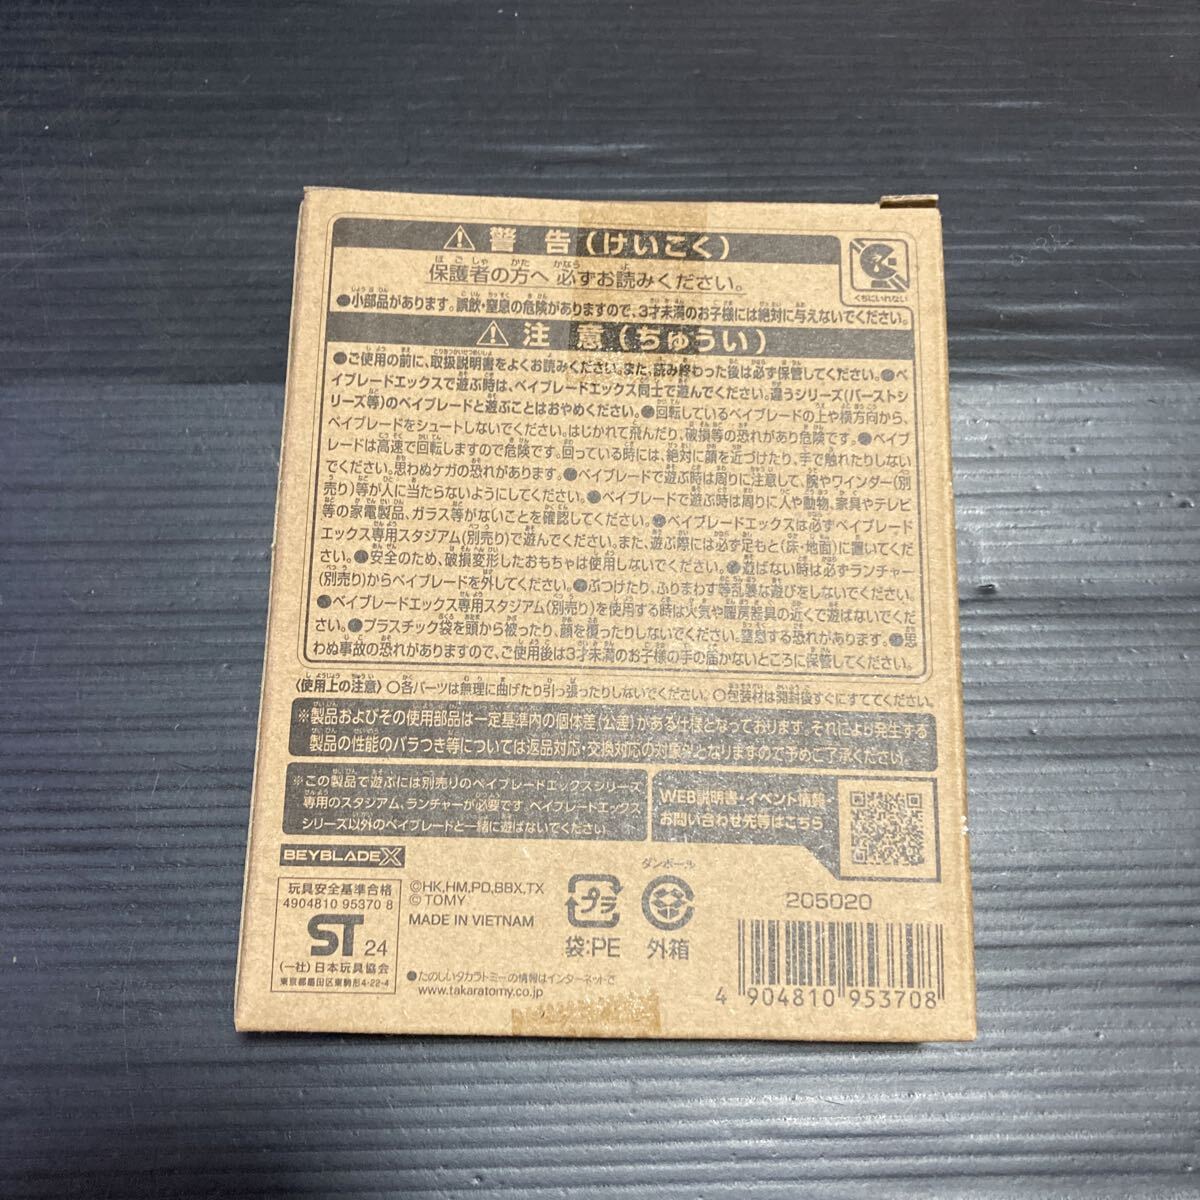 ⚠警 告(けいこく)
保護者の方へ 必ずお読みください。
ほ ご しゃ かた かなら よ
くちにいれない
●小部品があります。誤飲・窒息の危険がありますので、3才未満のお子様には絶対に与えないでください。
⚠注 意(ちゅうい)
●ご使用の前に、取扱説明書をよくお読みください。また、読み終わった後は必ず保管してください。●ベ
イブレードエックスで遊ぶ時は、ベイブレードエックス同士で遊んでください。違うシリーズ(バーストシ
リーズ等)のベイブレードと遊ぶことはおやめください。●回転しているベイブレードの上や横方向から、
ベイブレードをシュートしないでください。はじかれて飛んだり、破損等の恐れがあり危険です。●ベイブ
レードは高速で回転しますので危険です。回っている時には、絶対に顔を近づけたり、手で触れたりしない
でください。思わぬケガの恐れがあります。●ベイブレードで遊ぶ時は周りに注意して、腕やワインダー(別
売り)等が人に当たらないようにしてください。●ベイブレードで遊ぶ時は周りに人や動物、家具やテレビ
等の家電製品、ガラス等がないことを確認してください。●ベイブレードエックスは必ずベイブレード
エックス専用スタジアム(別売り)で遊んでください。また、遊ぶ際には必ず足もと(床・地面)に置いてくだ
さい。●安全のため、破損変形したおもちゃは使用しないでください。●遊ばない時は必ずランチャー
(別売り)からベイブレードを外してください。●ぶつけたり、ふりまわす等乱暴な遊びをしないでください。
●ベイブレードエックス専用スタジアム(別売り)を使用する時は火気や暖房器具の近くで遊ばないでくだ
さい。●プラスチック袋を頭から被ったり、顔を覆ったりしないでください。窒息する恐れがあります。●思
わぬ事故の恐れがありますので、ご使用後は3才未満のお子様の手の届かないところに保管してください。
〈使用上の注意〉○各パーツは無理に曲げたり引っ張ったりしないでください。○包装材は開封後すぐにすててください。
※製品およびその使用部品は一定基準内の個体差(公差)がある仕様となっております。それにより発生する
製品の性能のバラつき等については返品対応・交換対応の対象外となりますので予めご了承ください。
※この製品で遊ぶには別売りのベイブレードエックスシリーズ
専用のスタジアム、ランチャーが必要です。ベイブレードエックス
シリーズ以外のベイブレードと一緒に遊ばないでください
WEB説明書・イベント情報・
お問い合わせ先等はこちら
BEYBLADE X
玩具安全基準合格
4904810 95370 8
ST 24
(一社)日本玩具協会
東京都墨田区東駒形4-22-4
©HK,HM,PD,BBX,TX
© TOMY
MADE IN VIETNAM
●たのしいタカラトミーの情報はインターネットで
www.takaratomy.co.jp
プラ
袋:PE
ダンボール
外箱
205020
4 904810 953708